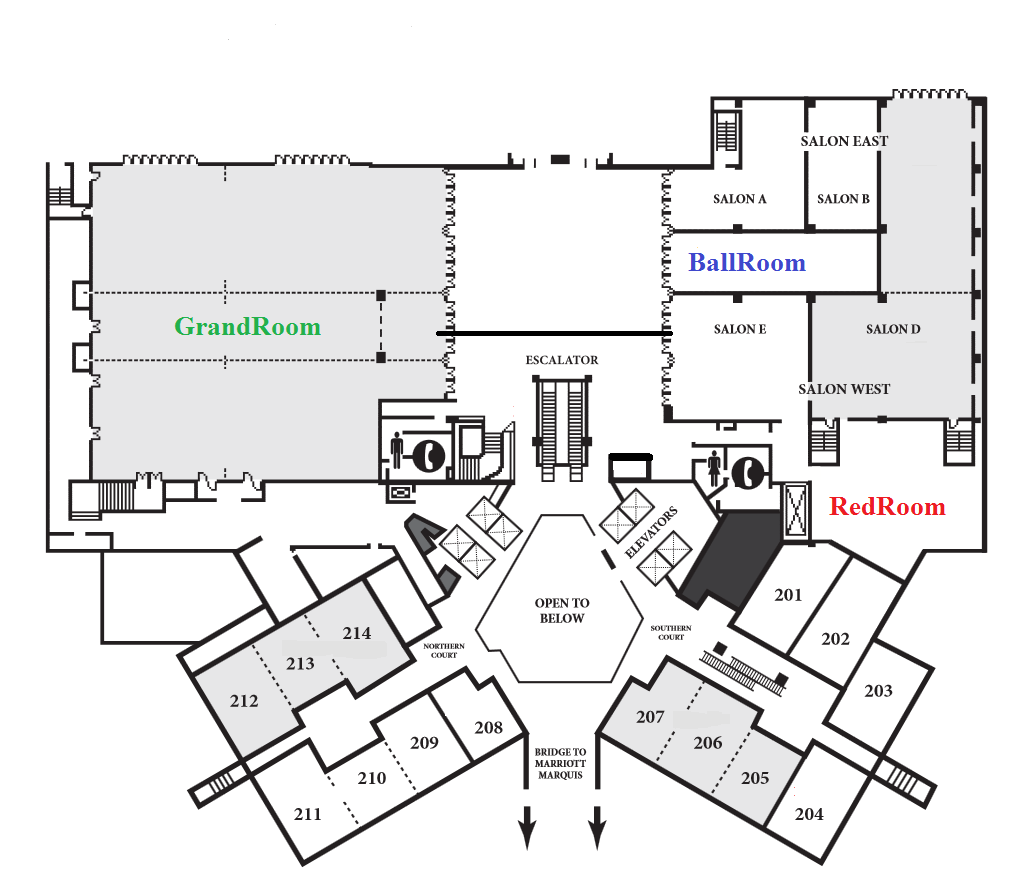 SALON EAST
SALON A
SALON B
BallRoom
GrandRoom
SALON E
SALON D
ESCALATOR
SALON WEST
RedRoom
ELEVATORS
OPEN TO
BELOW
201
202
203
204
205
206
207
SOUTHERN
COURT
NORTHERN
COURT
214
213
212
211
210
209
208
BRIDGE TO
MARRIOTT
MARQUIS